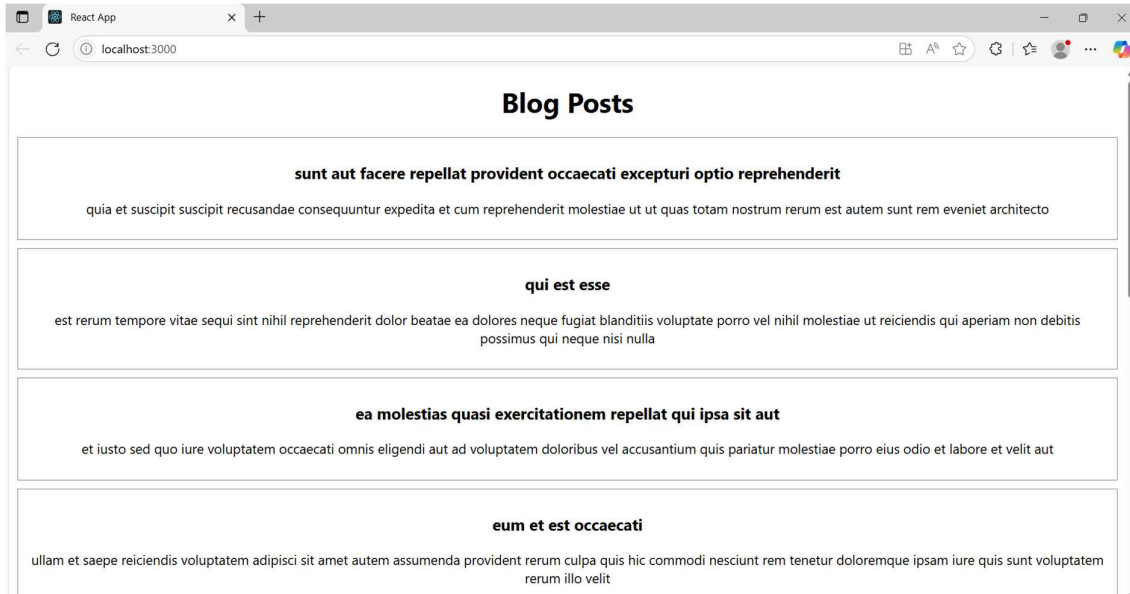 React App
localhost:3000
Blog Posts
sunt aut facere repellat provident occaecati excepturi optio reprehenderit
quia et suscipit suscipit recusandae consequuntur expedita et cum reprehenderit molestiae ut ut quas totam nostrum rerum est autem sunt rem eveniet architecto
qui est esse
est rerum tempore vitae sequi sint nihil reprehenderit dolor beatae ea dolores neque fugiat blanditiis voluptate porro vel nihil molestiae ut reiciendis qui aperiam non debitis
possimus qui neque nisi nulla
ea molestias quasi exercitationem repellat qui ipsa sit aut
et iusto sed quo iure voluptatem occaecati omnis eligendi aut ad voluptatem doloribus vel accusantium quis pariatur molestiae porro eius odio et labore et velit aut
eum et est occaecati
ullam et saepe reiciendis voluptatem adipisci sit amet autem assumenda provident rerum culpa quis hic commodi nesciunt rem tenetur doloremque ipsam iure quis sunt voluptatem
rerum illo velit